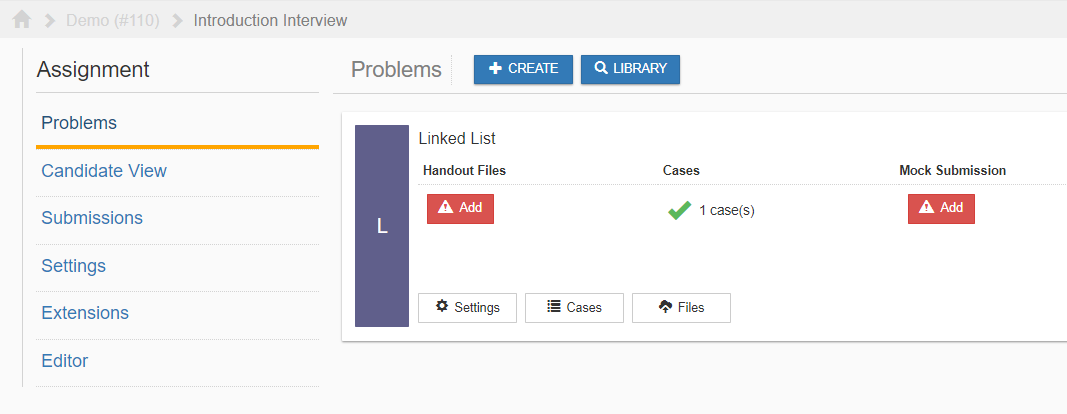 Demo (#110) Introduction Interview
Assignment
Problems
Candidate View
Submissions
Settings
Extensions
Editor
Problems CREATE LIBRARY
L
Linked List
Handout Files Cases Mock Submission
Add 1 case(s) Add
Settings Cases Files